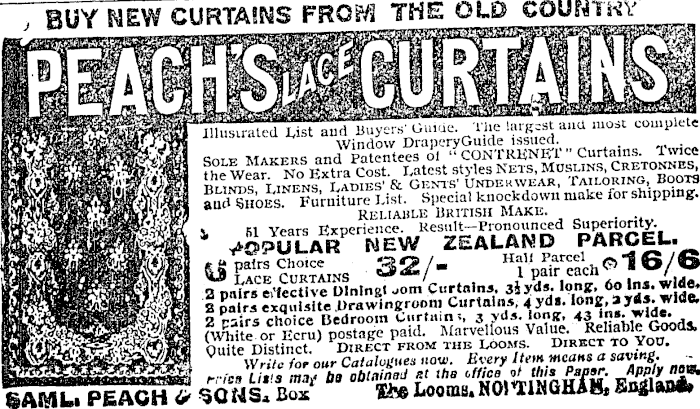 BUY NEW CURTAINS FROM THE OLD COUNTRY
PEACH'S LACE CURTAINS
Illustrated List and Buyers' Guide. The largest and most complete
Window Drapery Guide issued.
SOLE MAKERS and Patentees of "CONTRENET" Curtains. Twice
the Wear. No Extra Cost. Latest styles NETS, MUSLINS, CRETONNES,
BLINDS, LINENS, LADIES' & GENTS' UNDERWEAR, TAILORING, BOOTS
and SHOES. Furniture List. Special knockdown make for shipping.
RELIABLE BRITISH MAKE.
51 Years Experience. Result—Pronounced Superiority.
POPULAR NEW ZEALAND PARCEL.
6 pairs Choice LACE CURTAINS 32/- Half Parcel 1 pair each 16/6
2 pairs effective Diningroom Curtains, 3½ yds. long, 60 ins. wide.
2 pairs exquisite Drawingroom Curtains, 4 yds. long, 2 yds. wide.
2 pairs choice Bedroom Curtains, 3 yds. long, 43 ins. wide.
(White or Ecru) postage paid. Marvellous Value. Reliable Goods.
Quite Distinct. DIRECT FROM THE LOOMS. DIRECT TO YOU.
Write for our Catalogues now. Every Item means a saving.
Price Lists may be obtained at the office of this Paper. Apply now.
SAML. PEACH & SONS. Box The Looms, NOTTINGHAM, England.